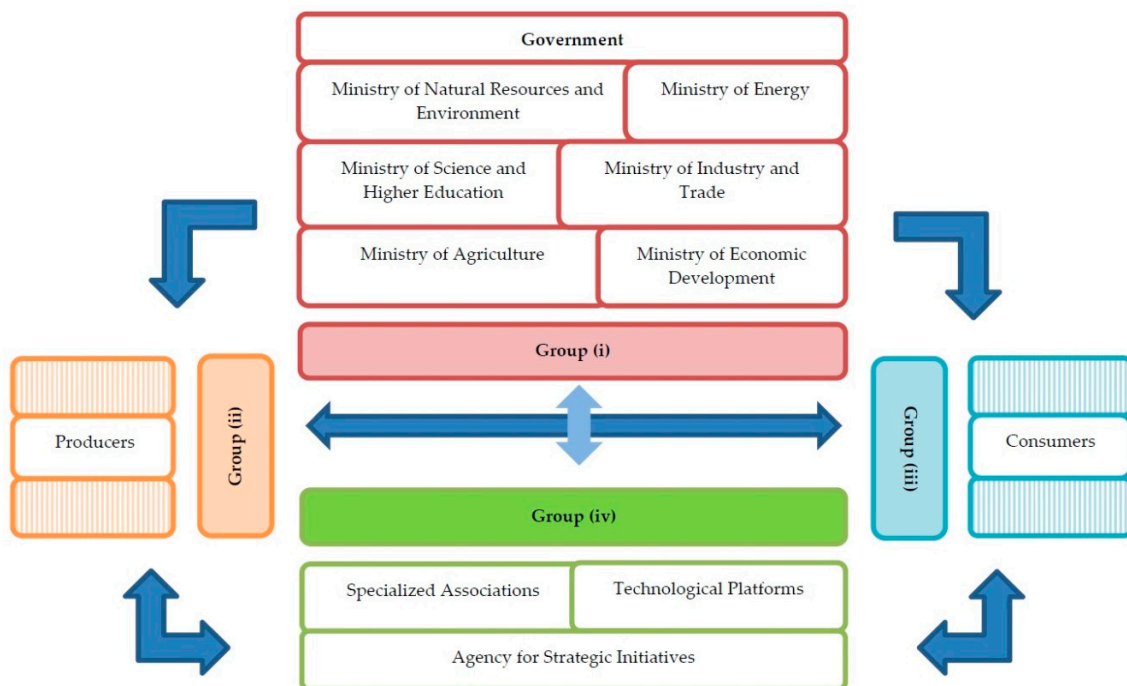 Government
Ministry of Natural Resources and
Environment
Ministry of Energy
Ministry of Science and
Higher Education
Ministry of Industry and
Trade
Ministry of Agriculture
Ministry of Economic
Development
Group (i)
Producers
Group (ii)
Group (iii)
Consumers
Group (iv)
Specialized Associations
Technological Platforms
Agency for Strategic Initiatives